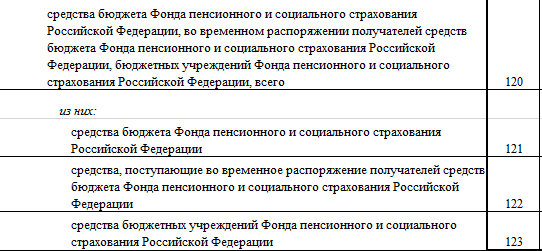 средства бюджета Фонда пенсионного и социального страхования
Российской Федерации, во временном распоряжении получателей средств
бюджета Фонда пенсионного и социального страхования Российской
Федерации, бюджетных учреждений Фонда пенсионного и социального
страхования Российской Федерации, всего 120
из них:
средства бюджета Фонда пенсионного и социального страхования
Российской Федерации 121
средства, поступающие во временное распоряжение получателей средств
бюджета Фонда пенсионного и социального страхования Российской
Федерации 122
средства бюджетных учреждений Фонда пенсионного и социального
страхования Российской Федерации 123